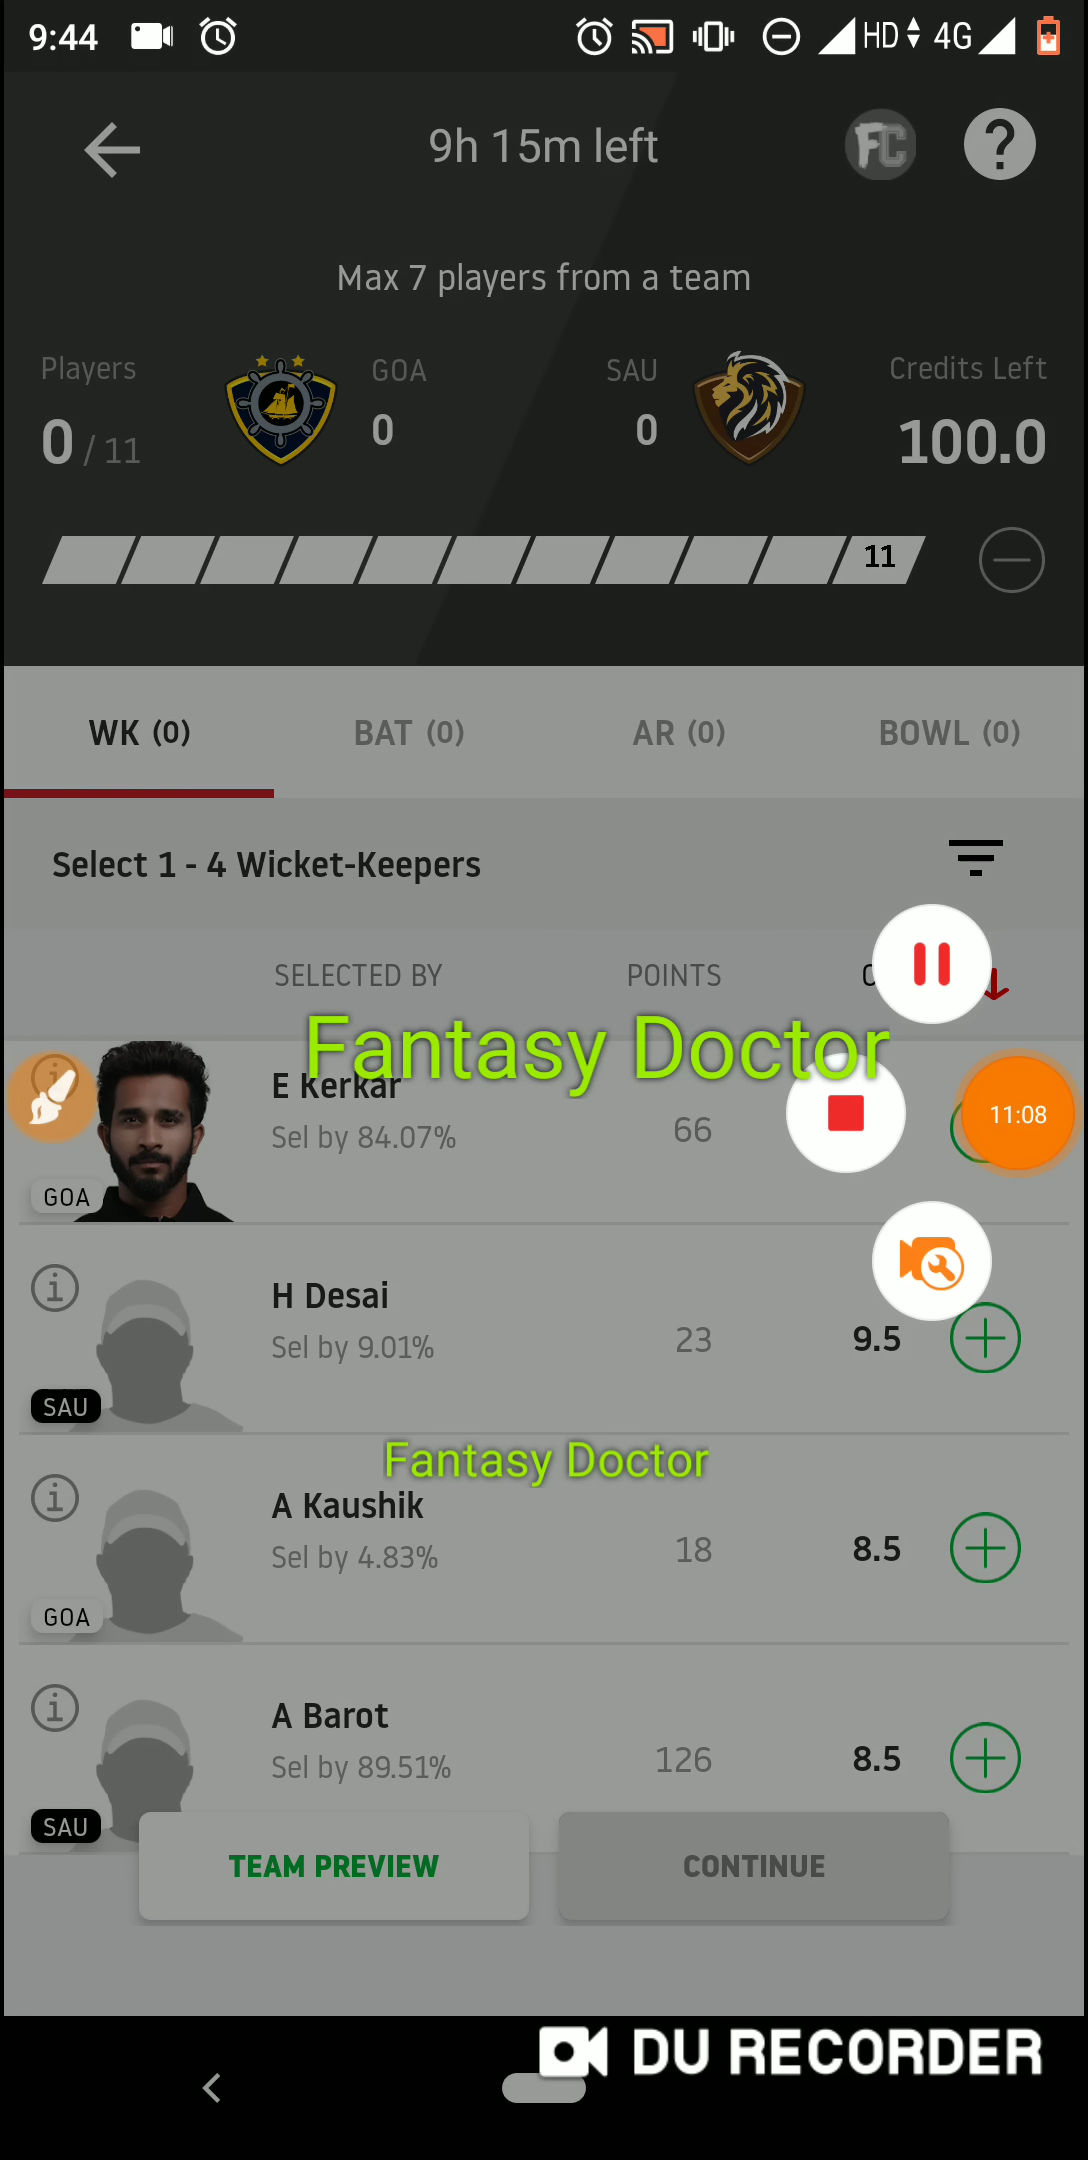 9:44 HD 4G
9h 15m left FC ?
Max 7 players from a team
Players GOA SAU Credits Left
0 / 11 0 0 100.0
11
WK (0) BAT (0) AR (0) BOWL (0)
Select 1 - 4 Wicket-Keepers
SELECTED BY POINTS
Fantasy Doctor
E Kerkar
Sel by 84.07% 66 11:08
GOA
H Desai
Sel by 9.01% 23 9.5
SAU
Fantasy Doctor
A Kaushik
Sel by 4.83% 18 8.5
GOA
A Barot
Sel by 89.51% 126 8.5
SAU
TEAM PREVIEW CONTINUE
DU RECORDER